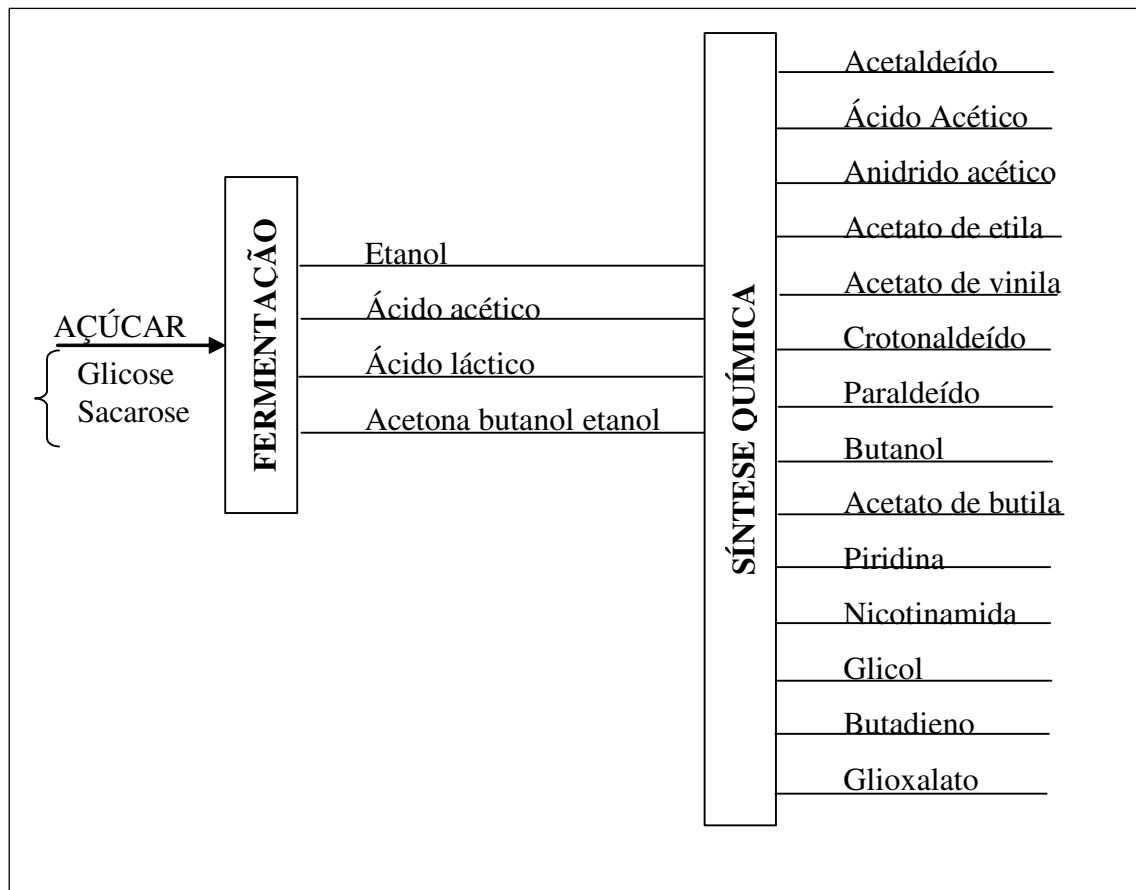 AÇÚCAR
Glicose
Sacarose
FERMENTAÇÃO
Etanol
Ácido acético
Ácido láctico
Acetona butanol etanol
SÍNTESE QUÍMICA
Acetaldeído
Ácido Acético
Anidrido acético
Acetato de etila
Acetato de vinila
Crotonaldeído
Paraldeído
Butanol
Acetato de butila
Piridina
Nicotinamida
Glicol
Butadieno
Glioxalato